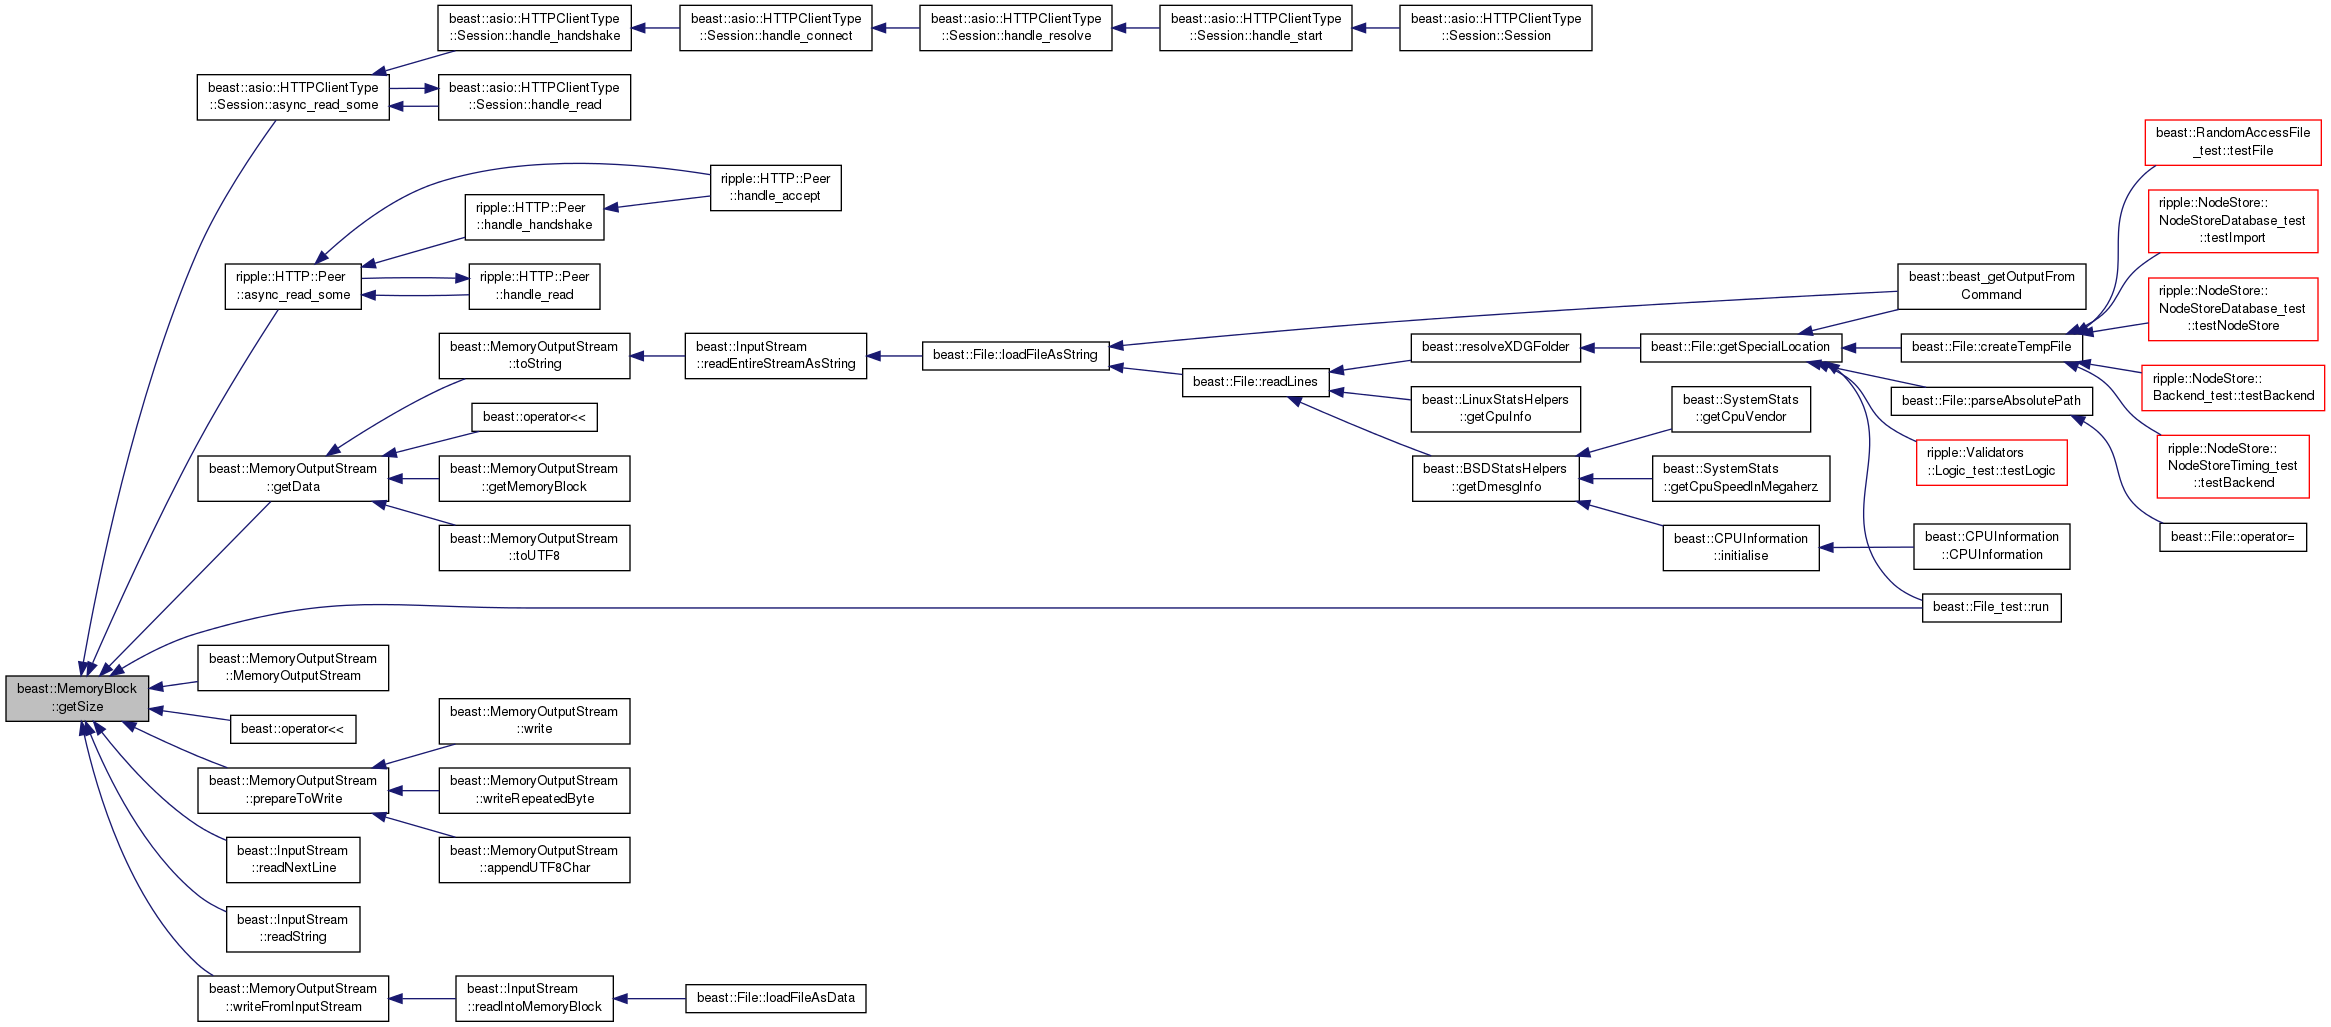 beast::asio::HTTPClientType
::Session::handle_handshake
beast::asio::HTTPClientType
::Session::handle_connect
beast::asio::HTTPClientType
::Session::handle_resolve
beast::asio::HTTPClientType
::Session::handle_start
beast::asio::HTTPClientType
::Session::Session
beast::asio::HTTPClientType
::Session::async_read_some
beast::asio::HTTPClientType
::Session::handle_read
ripple::HTTP::Peer
::handle_accept
ripple::HTTP::Peer
::handle_handshake
ripple::HTTP::Peer
::async_read_some
ripple::HTTP::Peer
::handle_read
beast::RandomAccessFile
_test::testFile
ripple::NodeStore::
NodeStoreDatabase_test
::testImport
beast::beast_getOutputFrom
Command
ripple::NodeStore::
NodeStoreDatabase_test
::testNodeStore
beast::MemoryOutputStream
::toString
beast::InputStream
::readEntireStreamAsString
beast::File::loadFileAsString
beast::resolveXDGFolder
beast::File::getSpecialLocation
beast::File::createTempFile
beast::File::readLines
beast::LinuxStatsHelpers
::getCpuInfo
beast::SystemStats
::getCpuVendor
beast::File::parseAbsolutePath
ripple::NodeStore::
Backend_test::testBackend
beast::operator<<
beast::MemoryOutputStream
::getData
beast::MemoryOutputStream
::getMemoryBlock
beast::BSDStatsHelpers
::getDmesgInfo
beast::SystemStats
::getCpuSpeedInMegaherz
ripple::Validators
::Logic_test::testLogic
ripple::NodeStore::
NodeStoreTiming_test
::testBackend
beast::MemoryOutputStream
::toUTF8
beast::CPUInformation
::initialise
beast::CPUInformation
::CPUInformation
beast::File::operator=
beast::File_test::run
beast::MemoryOutputStream
::MemoryOutputStream
beast::MemoryBlock
::getSize
beast::operator<<
beast::MemoryOutputStream
::write
beast::MemoryOutputStream
::prepareToWrite
beast::MemoryOutputStream
::writeRepeatedByte
beast::InputStream
::readNextLine
beast::MemoryOutputStream
::appendUTF8Char
beast::InputStream
::readString
beast::MemoryOutputStream
::writeFromInputStream
beast::InputStream
::readIntoMemoryBlock
beast::File::loadFileAsData